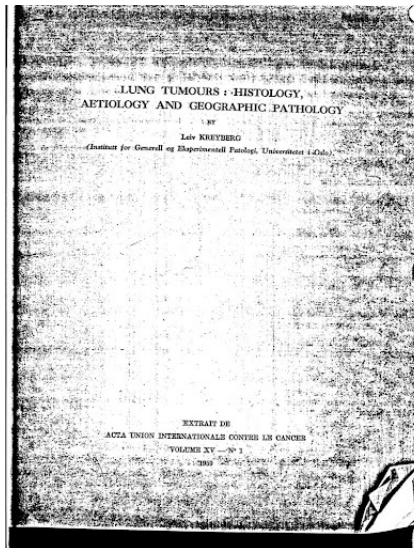 LUNG TUMOURS : HISTOLOGY,
AETIOLOGY AND GEOGRAPHIC PATHOLOGY
BY
Leiv KREYBERG
(Institutt for Generell og Eksperimentell Patologi, Universitetet i Oslo)
EXTRAIT DE
ACTA UNION INTERNATIONALE CONTRE LE CANCER
VOLUME XV — N° 1
1959